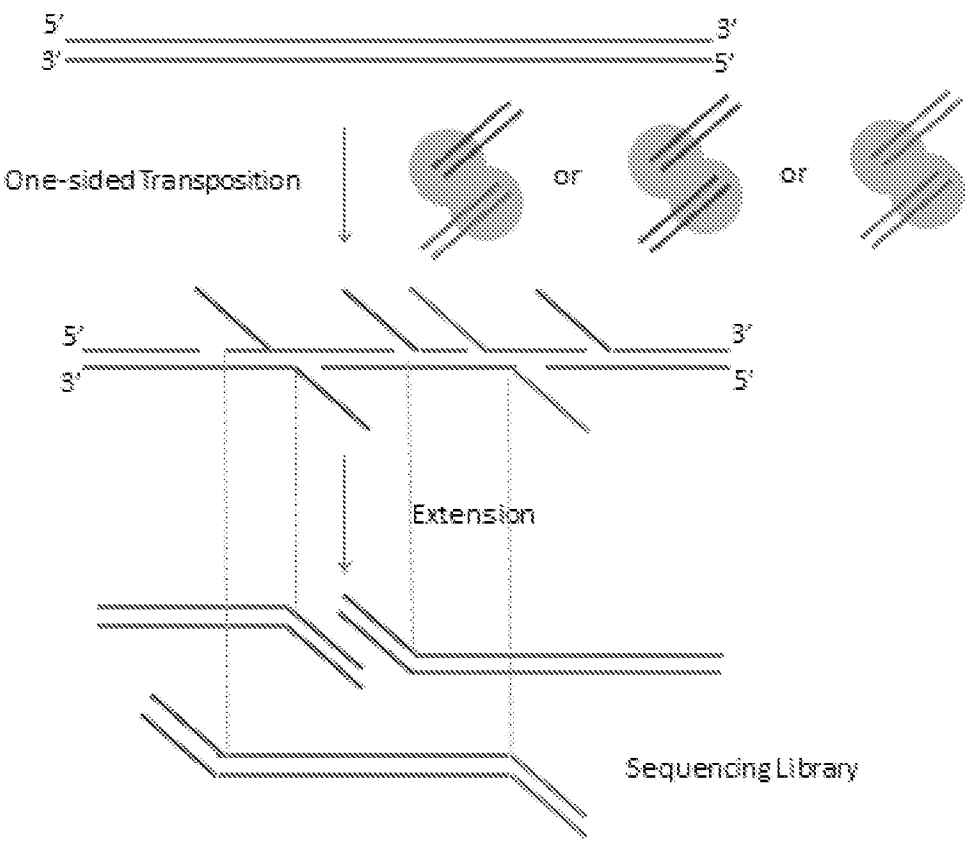 5' 3'
3' 5'
One-sided Transposition or or
5' 3'
3' 5'
Extension
Sequencing Library